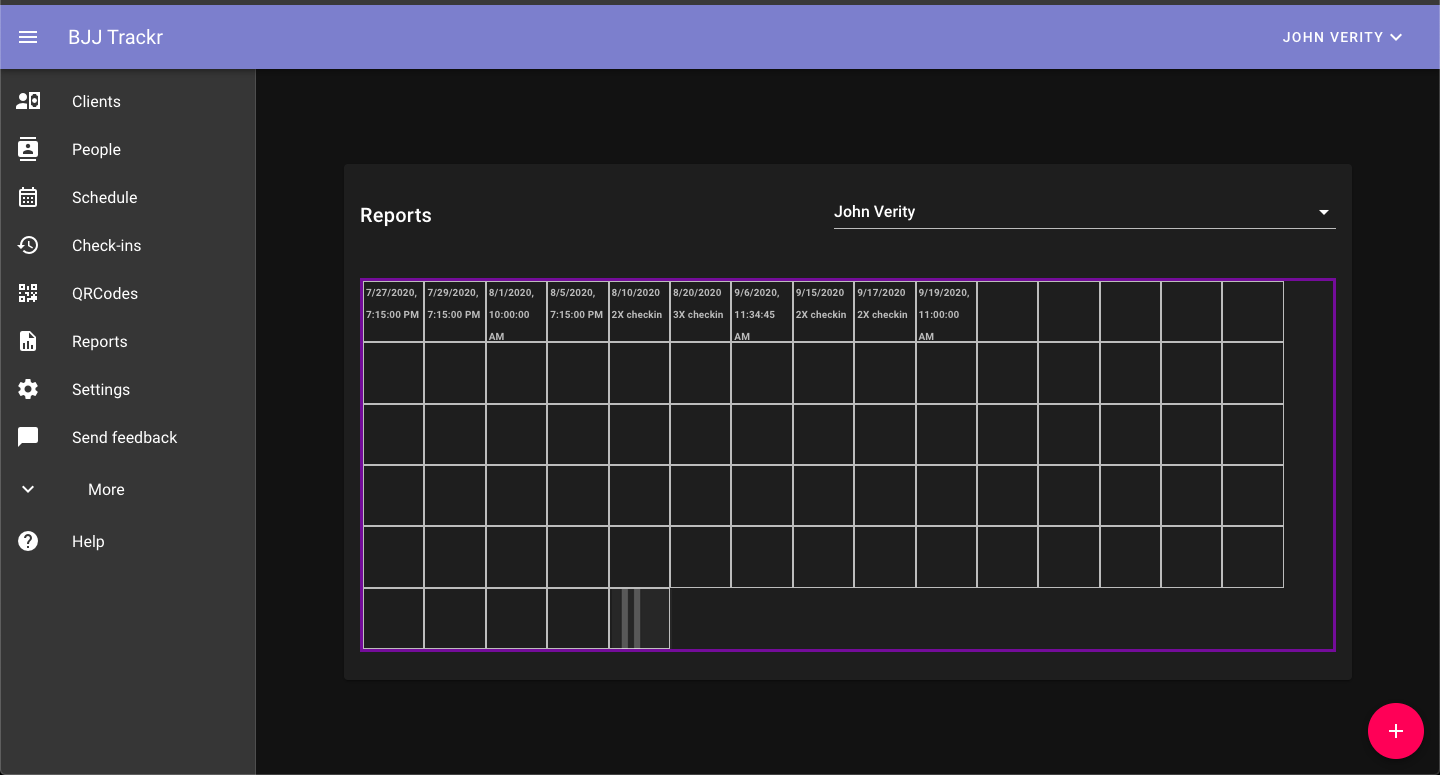 BJJ Trackr
JOHN VERITY
Clients
People
Schedule
Check-ins
QRCodes
Reports
Settings
Send feedback
More
Help
Reports
John Verity
7/27/2020,
7:15:00 PM
7/29/2020,
7:15:00 PM
8/1/2020,
10:00:00
AM
8/5/2020,
7:15:00 PM
8/10/2020
2X checkin
8/20/2020
3X checkin
9/6/2020,
11:34:45
AM
9/15/2020
2X checkin
9/17/2020
2X checkin
9/19/2020,
11:00:00
AM